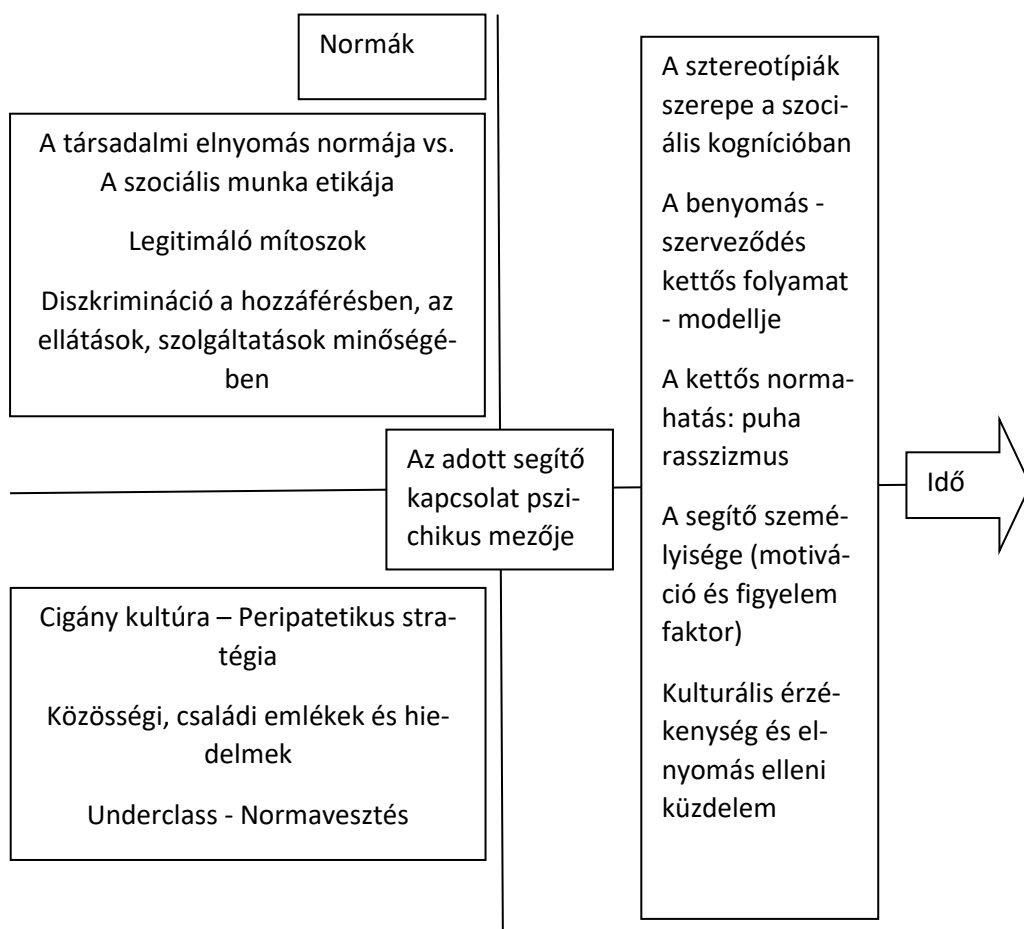 Normák
A társadalmi elnyomás normája vs.
A szociális munka etikája
Legitimáló mítoszok
Diszkrimináció a hozzáférésben, az
ellátások, szolgáltatások minőségé-
ben
Az adott segítő
kapcsolat pszi-
chikus mezője
Cigány kultúra – Peripatetikus stra-
tégia
Közösségi, családi emlékek és hie-
delmek
Underclass - Normavesztés
A sztereotípiák
szerepe a szoci-
ális kognícióban
A benyomás -
szerveződés
kettős folyamat
- modellje
A kettős norma-
hatás: puha
rasszizmus
A segítő szemé-
lyisége (motivá-
ció és figyelem
faktor)
Kulturális érzé-
kenység és el-
nyomás elleni
küzdelem
Idő